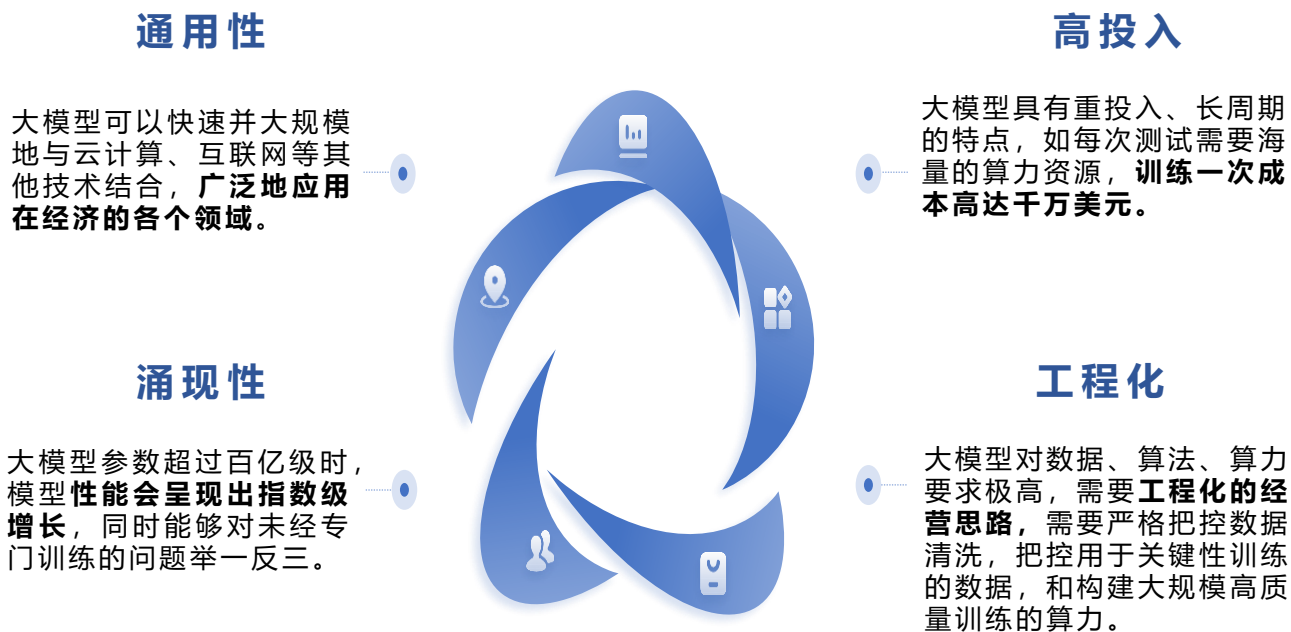 通用性
大模型可以快速并大规模
地与云计算、互联网等其
他技术结合，广泛地应用
在经济的各个领域。
高投入
大模型具有重投入、长周期
的特点，如每次测试需要海
量的算力资源，训练一次成
本高达千万美元。
涌现性
大模型参数超过百亿级时，
模型性能会呈现出指数级
增长，同时能够对未经专
门训练的问题举一反三。
工程化
大模型对数据、算法、算力
要求极高，需要工程化的经
营思路，需要严格把控数据
清洗，把控用于关键性训练
的数据，和构建大规模高质
量训练的算力。